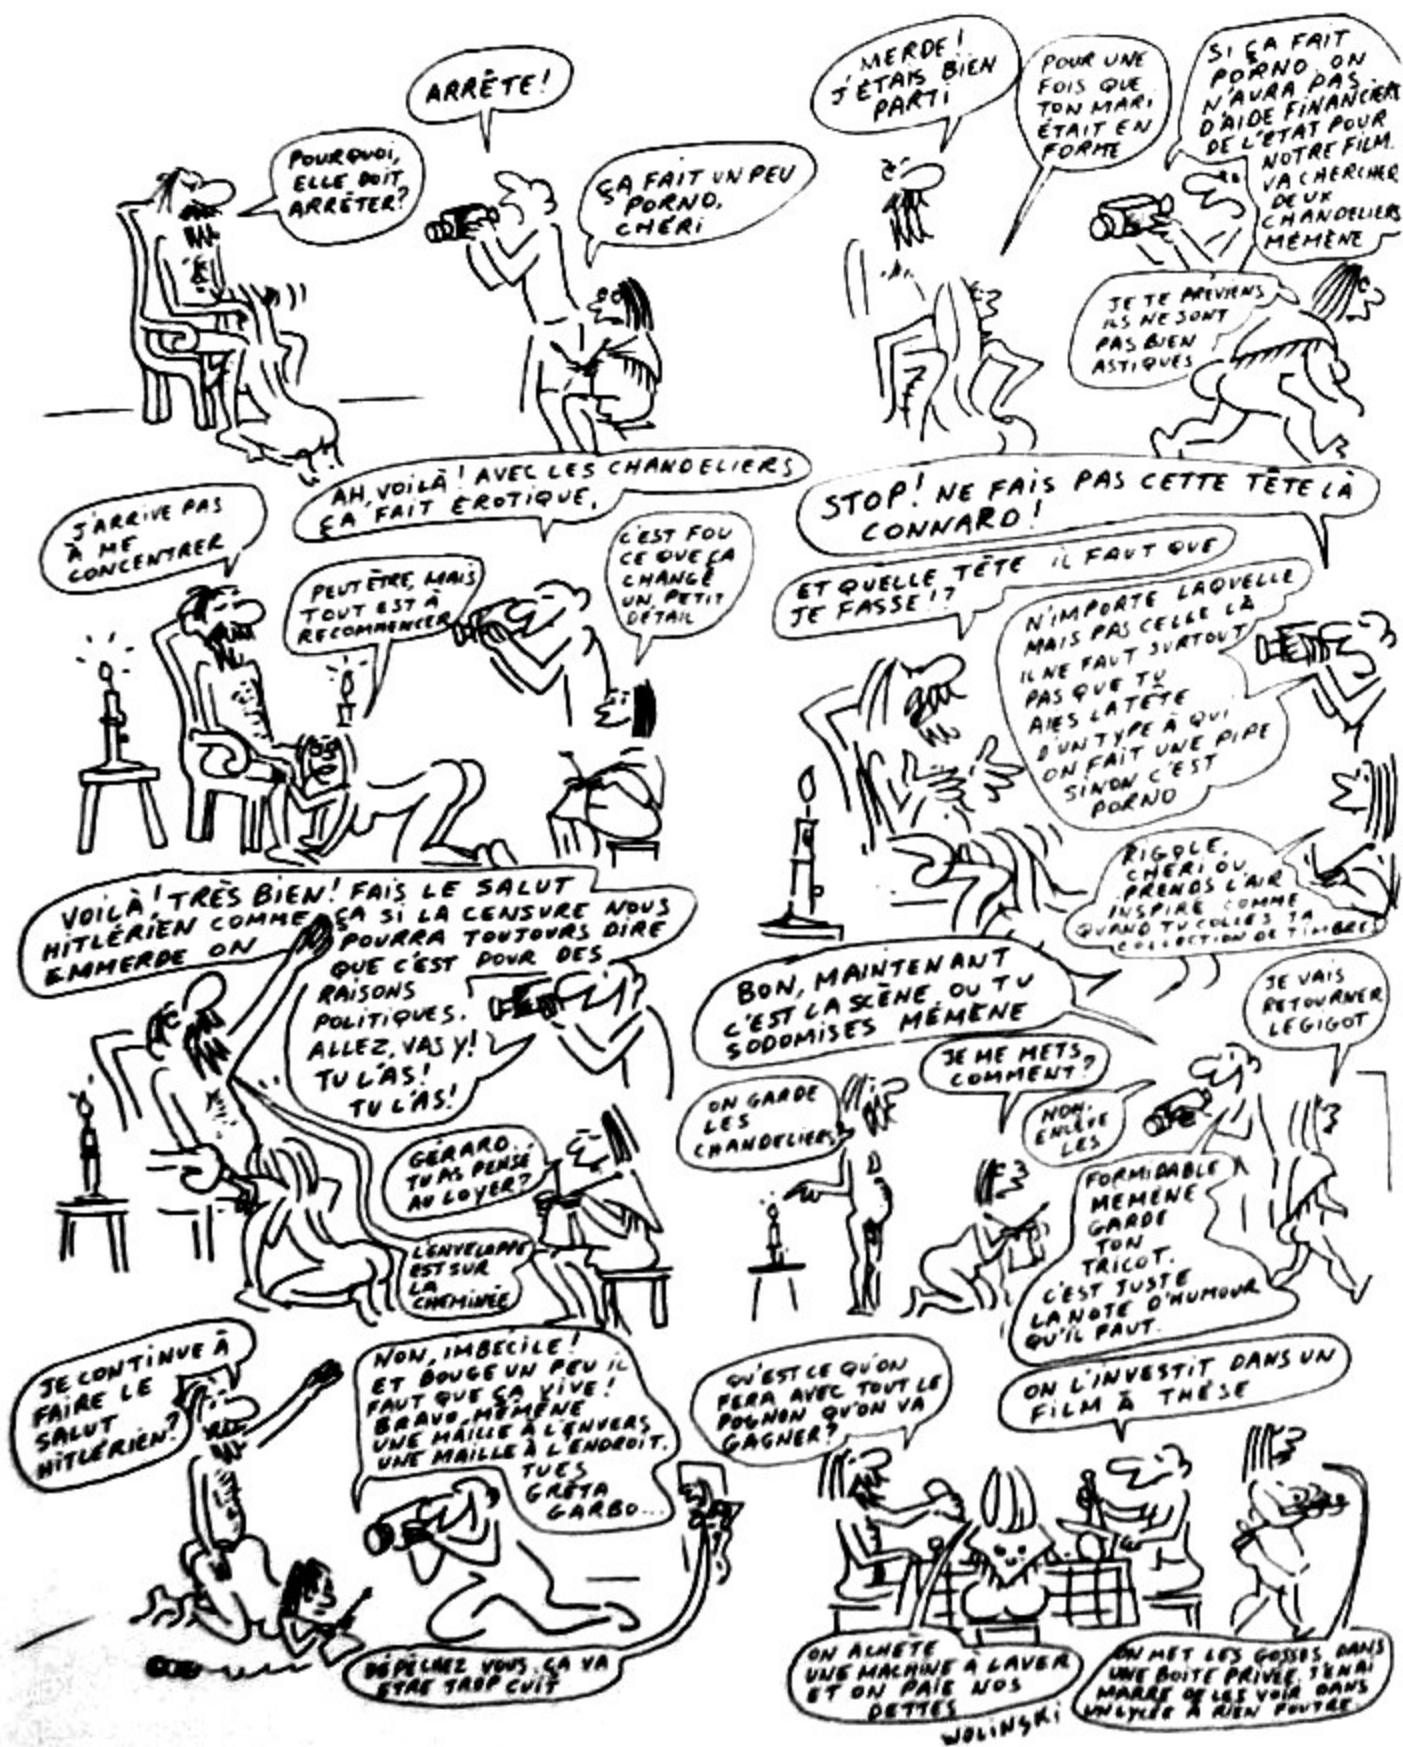 ARRÊTE!
POURQUOI,
ELLE DOIT
ARRÊTER?
ÇA FAIT UN PEU
PORNO,
CHÉRI
MERDE!
J'ÉTAIS BIEN
PARTI
POUR UNE
FOIS QUE
TON MARI
ÉTAIT EN
FORME
SI ÇA FAIT
PORNO, ON
N'AURA PAS
D'AIDE FINANCIÈRE
DE L'ÉTAT POUR
NOTRE FILM.
VA CHERCHER
DEUX
CHANDELIERS
MÉMÈNE
JE TE PREVIENS
ILS NE SONT
PAS BIEN
ASTIQUÉS
J'ARRIVE PAS
À ME
CONCENTRER
AH, VOILÀ! AVEC LES CHANDELIERS
ÇA FAIT ÉROTIQUE.
PEUT ÊTRE, MAIS
TOUT EST À
RECOMMENCER
C'EST FOU
CE QUE ÇA
CHANGE
UN PETIT
DÉTAIL
STOP! NE FAIS PAS CETTE TÊTE LÀ
CONNARD!
ET QUELLE TÊTE IL FAUT QUE
JE FASSE!?
N'IMPORTE LAQUELLE
MAIS PAS CELLE LÀ
IL NE FAUT SURTOUT
PAS QUE TU
AIES LA TÊTE
D'UN TYPE À QUI
ON FAIT UNE PIPE
SINON C'EST
PORNO
RIGOLE,
CHÉRI OU
PRENDS L'AIR
INSPIRÉ COMME
QUAND TU COLLES TA
COLLECTION DE TIMBRES
VOILÀ! TRÈS BIEN! FAIS LE SALUT
HITLÉRIEN COMME ÇA SI LA CENSURE NOUS
EMMERDE ON POURRA TOUJOURS DIRE
QUE C'EST POUR DES
RAISONS
POLITIQUES.
ALLEZ, VAS Y!
TU L'AS!
TU L'AS!
GÉRARD..
TU AS PENSÉ
AU LOYER?
L'ENVELOPPE
EST SUR
LA
CHEMINÉE
BON, MAINTENANT
C'EST LA SCÈNE OU TU
SODOMISES MÉMÈNE
JE VAIS
RETOURNER
LE GIGOT
JE ME METS
COMMENT?
ON GARDE
LES
CHANDELIERS
NON.
ENLÈVE
LES
FORMIDABLE
MEMÈNE
GARDE
TON
TRICOT.
C'EST JUSTE
LA NOTE D'HUMOUR
QU'IL FAUT.
JE CONTINUE À
FAIRE LE
SALUT
HITLÉRIEN?
NON, IMBÉCILE!
ET BOUGE UN PEU IL
FAUT QUE ÇA VIVE!
BRAVO, MÉMÈNE
UNE MAILLE À L'ENVERS
UNE MAILLE À L'ENDROIT.
TU ES
GRÉTA
GARBO...
DÉPÊCHEZ VOUS. ÇA VA
ÊTRE TROP CUIT
QU'EST CE QU'ON
FERA AVEC TOUT LE
POGNON QU'ON VA
GAGNER?
ON L'INVESTIT DANS UN
FILM À THÈSE
ON ACHÈTE
UNE MACHINE À LAVER
ET ON PAIE NOS
DETTES
ON MET LES GOSSES DANS
UNE BOITE PRIVÉE. J'EN AI
MARRE DE LES VOIR DANS
UN LYCÉE À RIEN FOUTRE.
WOLINSKI